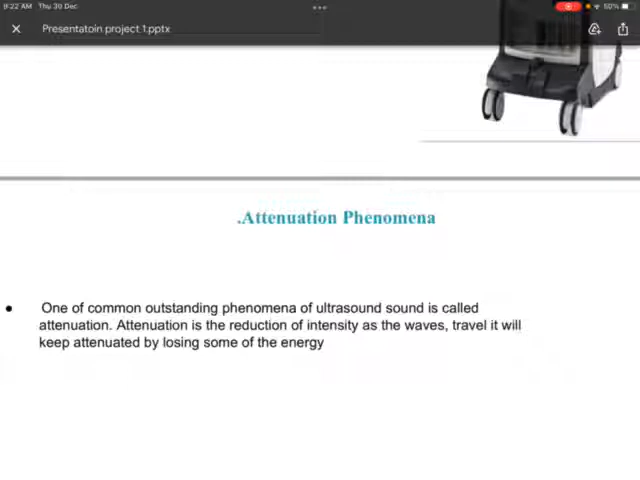 9:22 AM Thu 30 Dec
50%
Presentatoin project 1.pptx
.Attenuation Phenomena
One of common outstanding phenomena of ultrasound sound is called
attenuation. Attenuation is the reduction of intensity as the waves, travel it will
keep attenuated by losing some of the energy